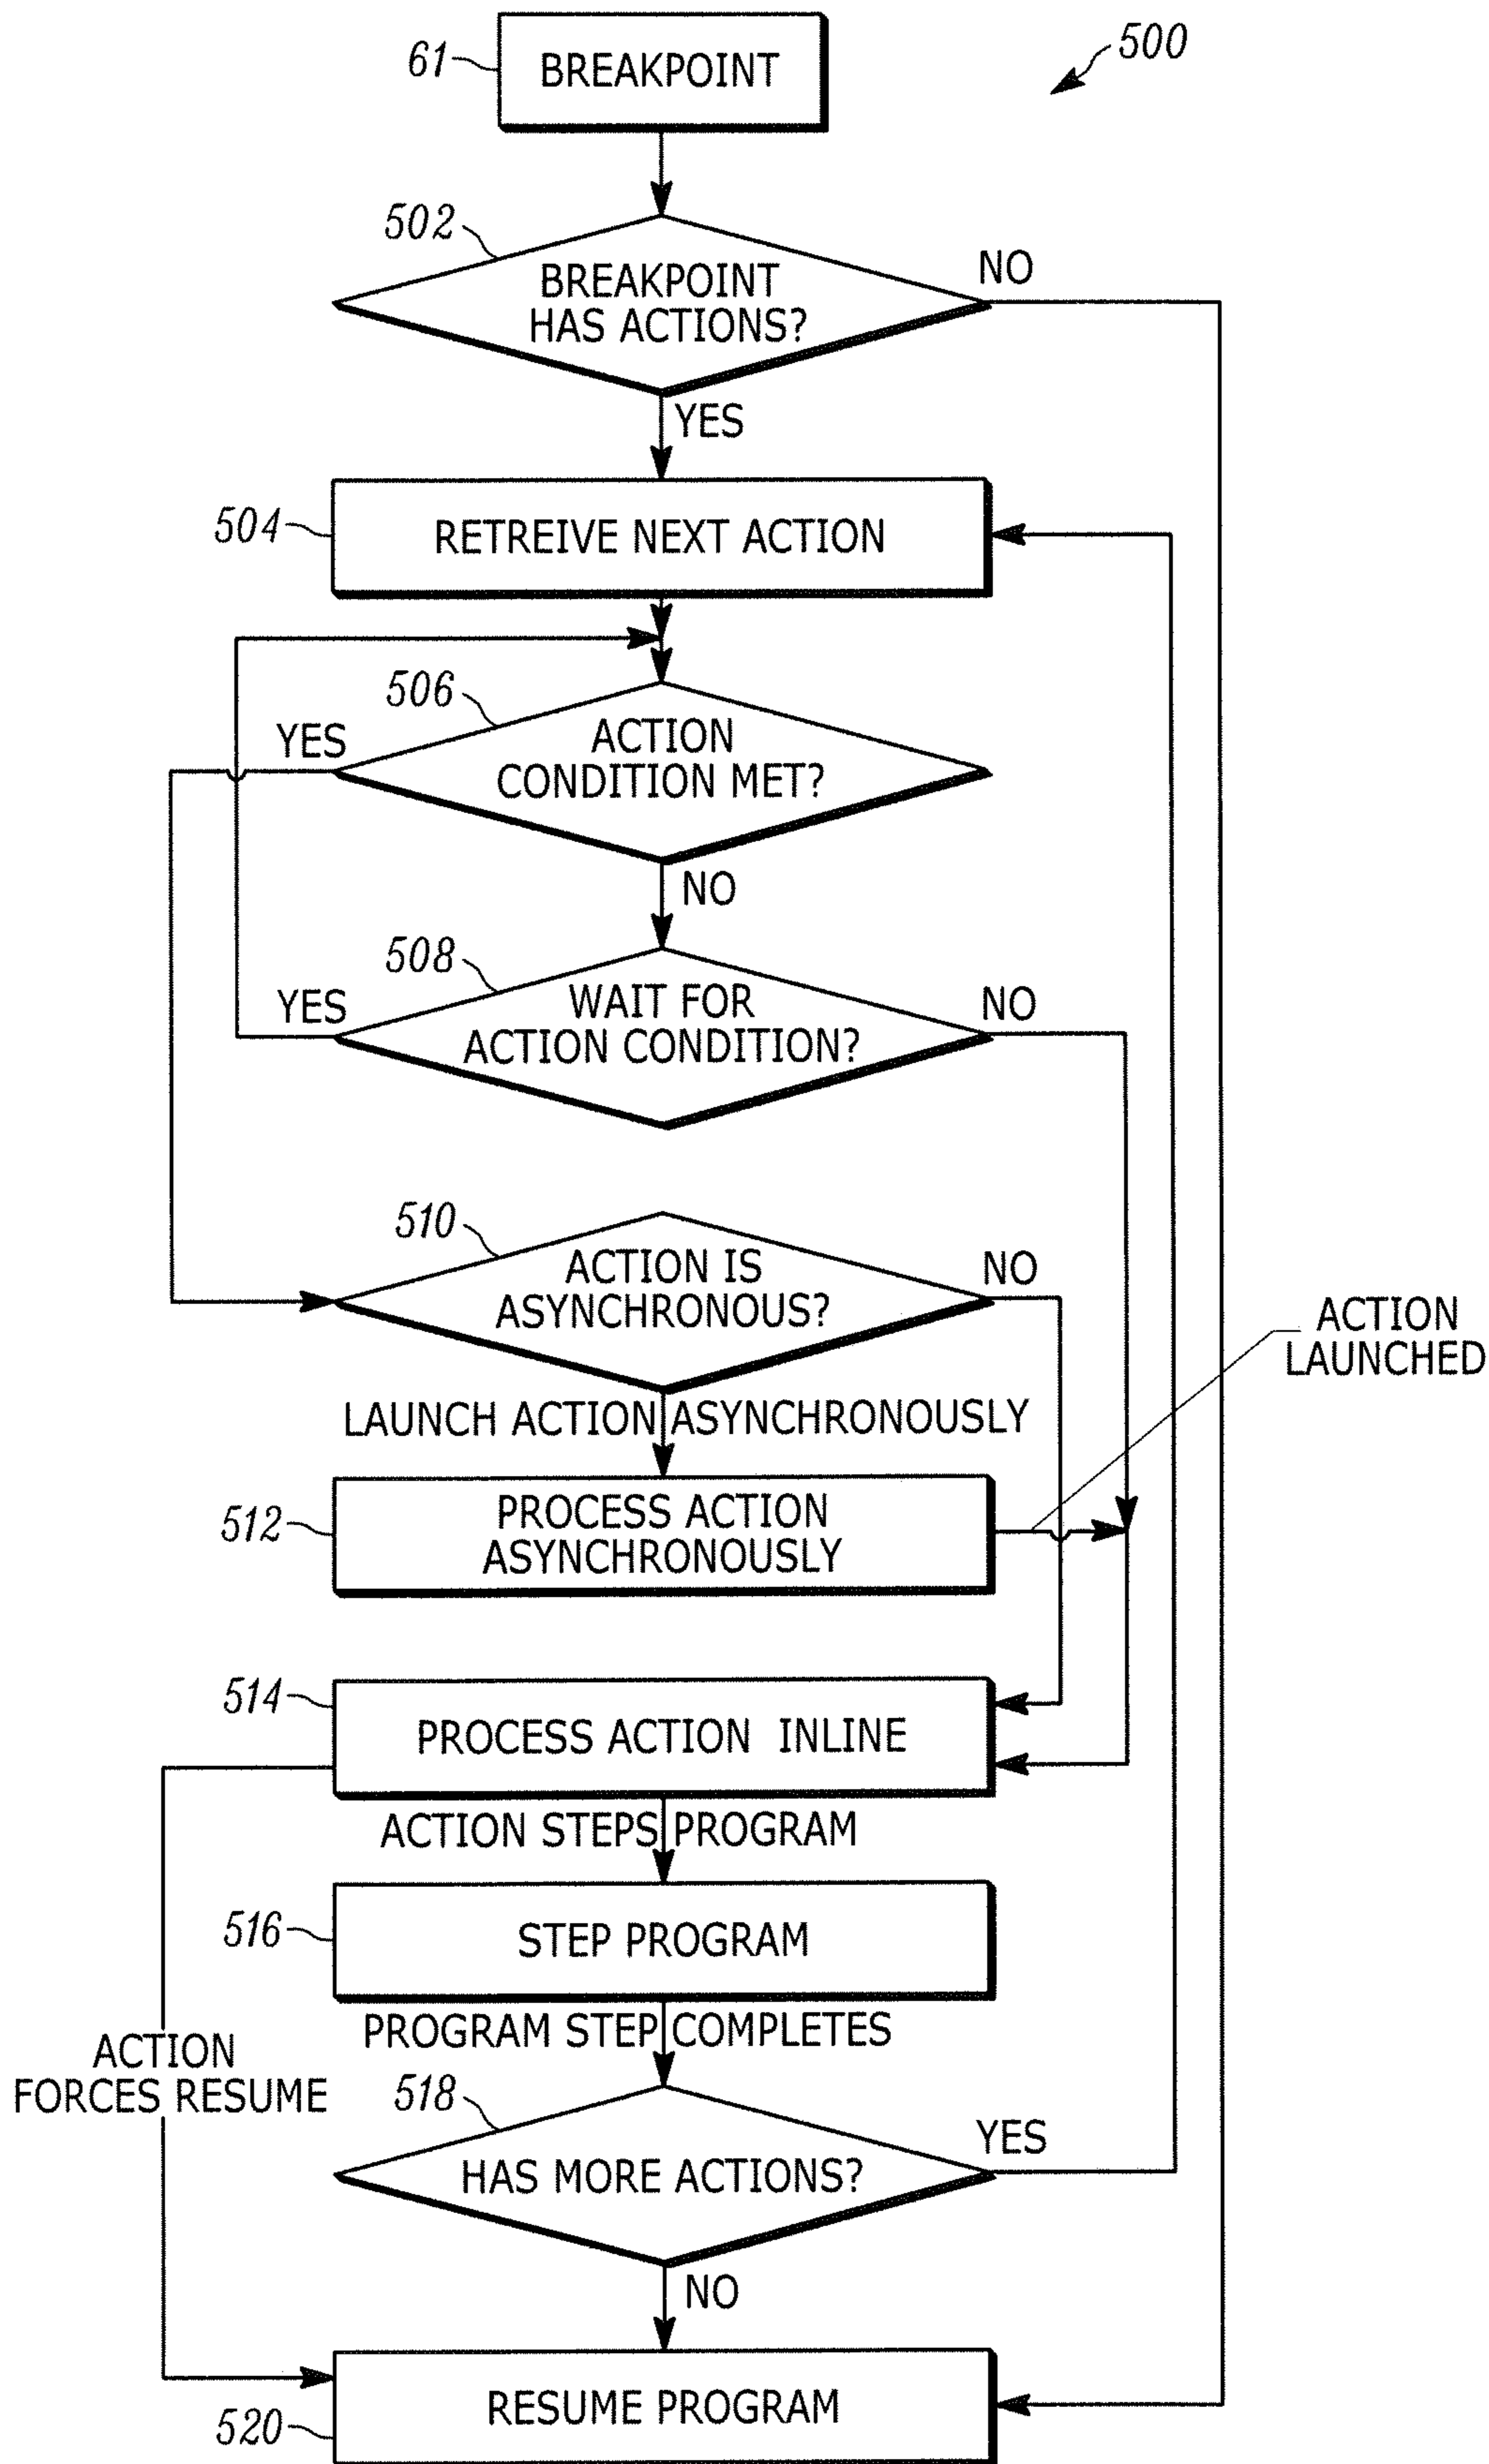 61
BREAKPOINT
500
502
BREAKPOINT
HAS ACTIONS?
NO
YES
504
RETREIVE NEXT ACTION
506
YES
ACTION
CONDITION MET?
NO
508
YES
WAIT FOR
ACTION CONDITION?
NO
510
ACTION IS
ASYNCHRONOUS?
NO
ACTION
LAUNCHED
LAUNCH ACTION ASYNCHRONOUSLY
512
PROCESS ACTION
ASYNCHRONOUSLY
514
PROCESS ACTION INLINE
ACTION STEPS PROGRAM
516
STEP PROGRAM
PROGRAM STEP COMPLETES
ACTION
FORCES RESUME
518
HAS MORE ACTIONS?
YES
NO
RESUME PROGRAM
520